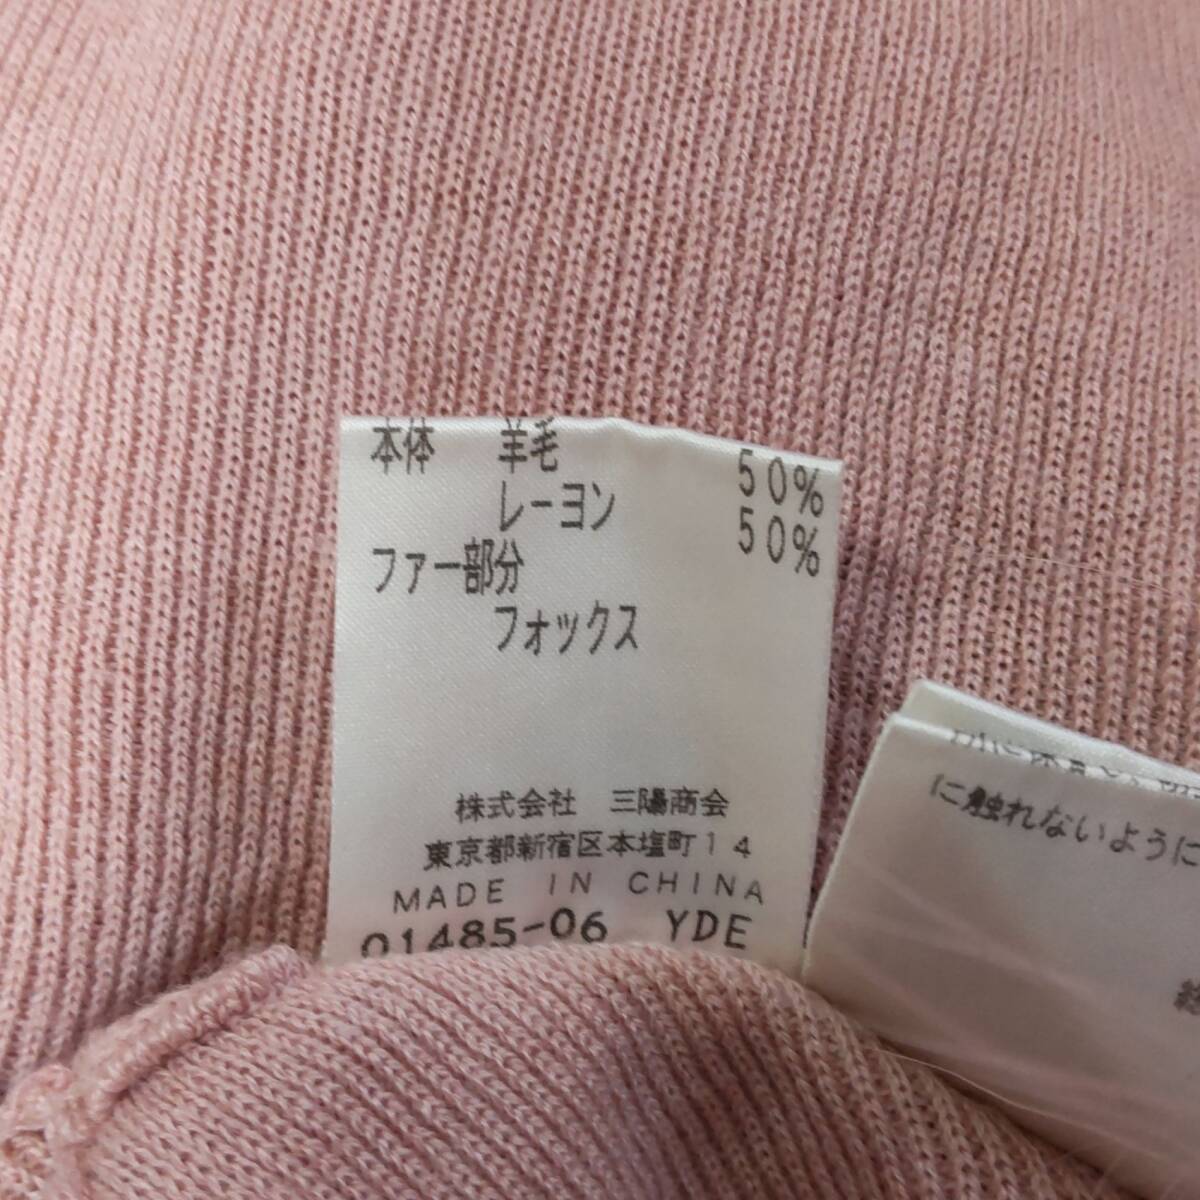 本体 羊毛 50%
レーヨン 50%
ファー部分
フォックス
株式会社 三陽商会
東京都新宿区本塩町14
MADE IN CHINA
01485-06 YDE
に触れないように